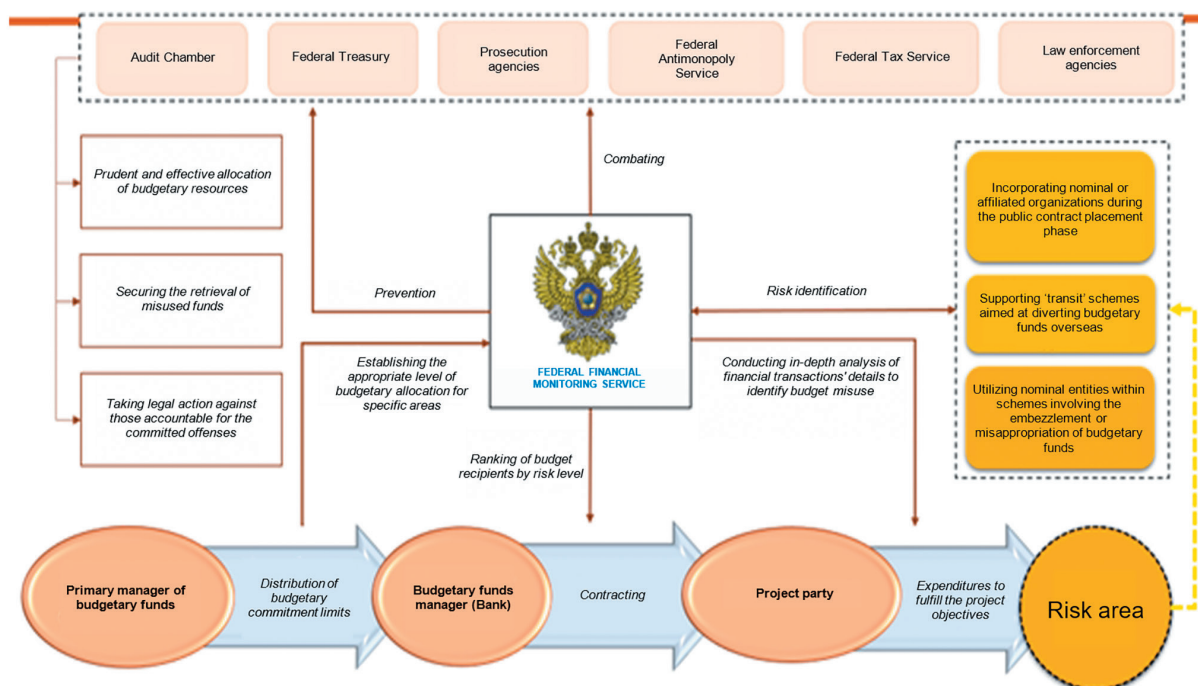 Audit Chamber
Federal Treasury
Prosecution
agencies
Federal
Antimonopoly
Service
Federal Tax Service
Law enforcement
agencies
Combating
Prudent and effective allocation
of budgetary resources
Securing the retrieval of
misused funds
Taking legal action against
those accountable for the
committed offenses
Prevention
Establishing the
appropriate level of
budgetary allocation for
specific areas
FEDERAL FINANCIAL
MONITORING SERVICE
Risk identification
Conducting in-depth analysis of
financial transactions' details to
identify budget misuse
Ranking of budget
recipients by risk level
Incorporating nominal or
affiliated organizations during
the public contract placement
phase
Supporting ‘transit’ schemes
aimed at diverting budgetary
funds overseas
Utilizing nominal entities within
schemes involving the
embezzlement or
misappropriation of budgetary
funds
Primary manager of
budgetary funds
Distribution of
budgetary
commitment limits
Budgetary funds
manager (Bank)
Contracting
Project party
Expenditures to
fulfill the project
objectives
Risk area